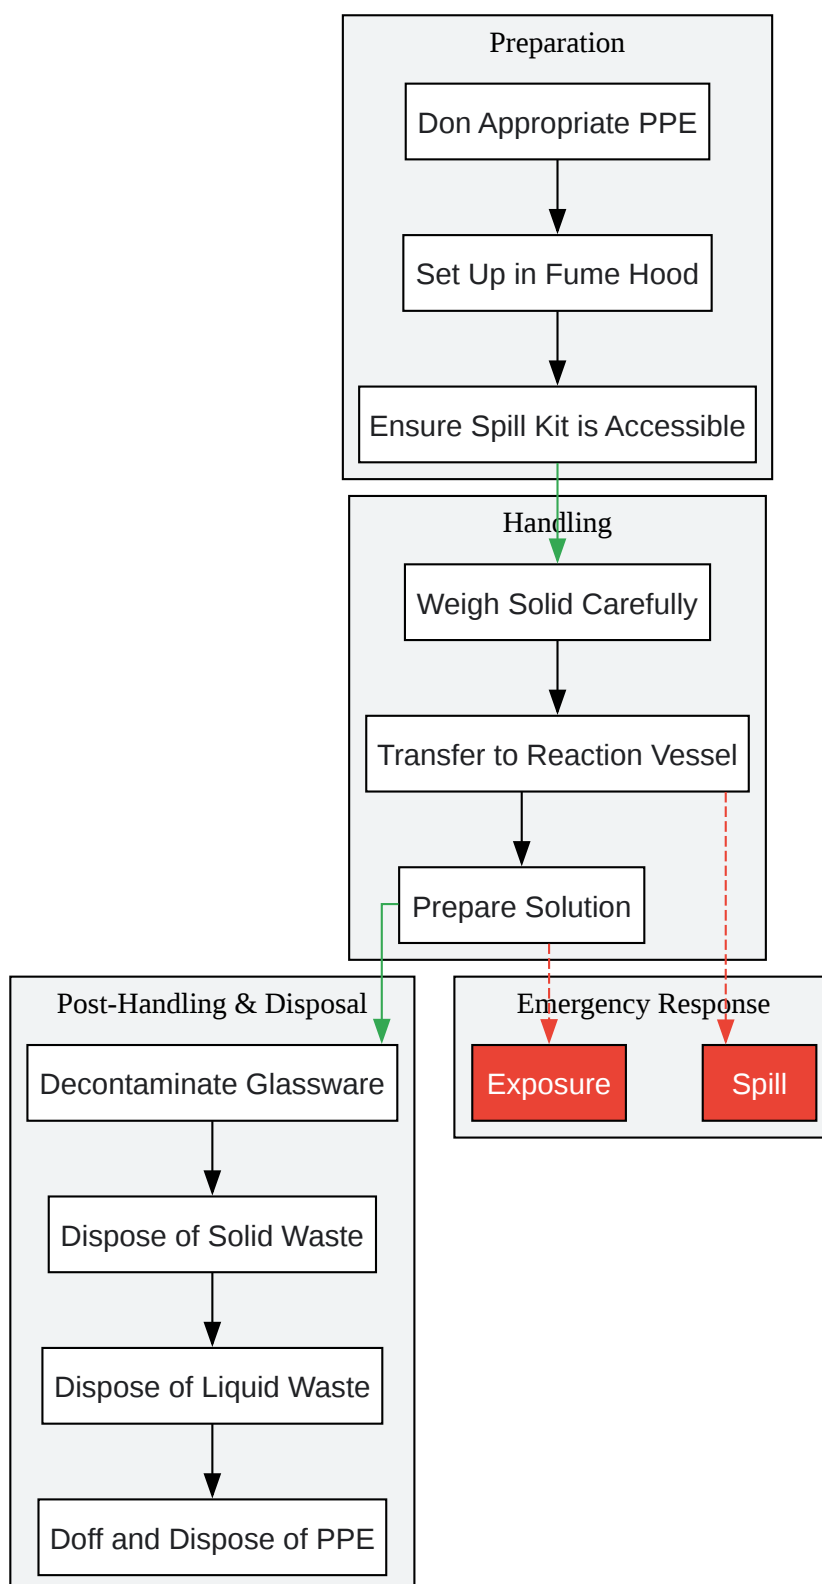 Preparation
Don Appropriate PPE
Set Up in Fume Hood
Ensure Spill Kit is Accessible
Handling
Weigh Solid Carefully
Transfer to Reaction Vessel
Prepare Solution
Post-Handling & Disposal
Decontaminate Glassware
Dispose of Solid Waste
Dispose of Liquid Waste
Doff and Dispose of PPE
Emergency Response
Exposure
Spill